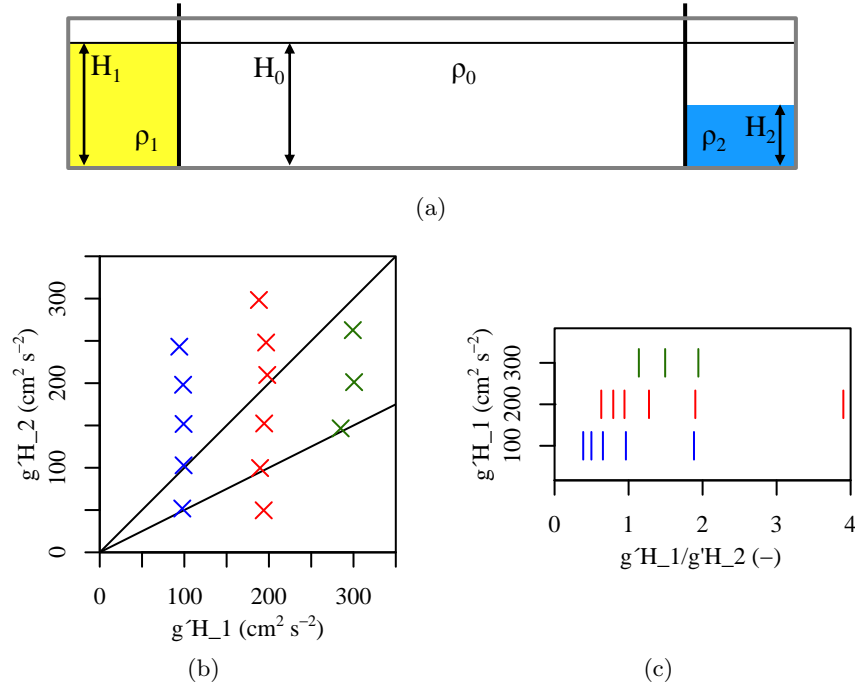 H₁ H₀ ρ₀
ρ₁ ρ₂ H₂
(a)
g´H_2 (cm² s⁻²)
300
200
100
0
0 100 200 300
g´H_1 (cm² s⁻²)
(b)
g´H_1 (cm² s⁻²)
300
200
100
0 1 2 3 4
g´H_1/g'H_2 (−)
(c)